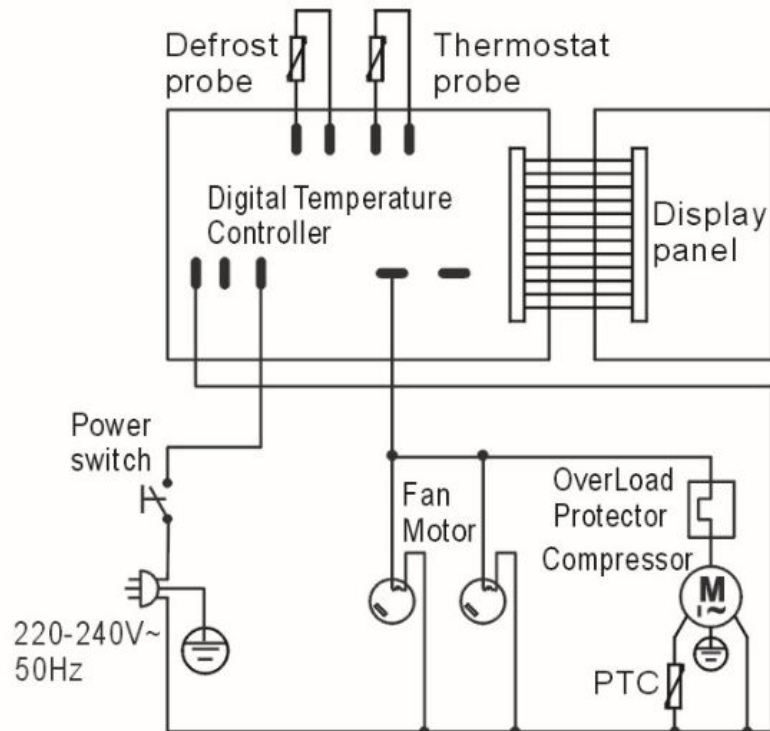 Defrost
probe
Thermostat
probe
Digital Temperature
Controller
Display
panel
Power
switch
Fan
Motor
OverLoad
Protector
Compressor
M
1~
220-240V~
50Hz
PTC